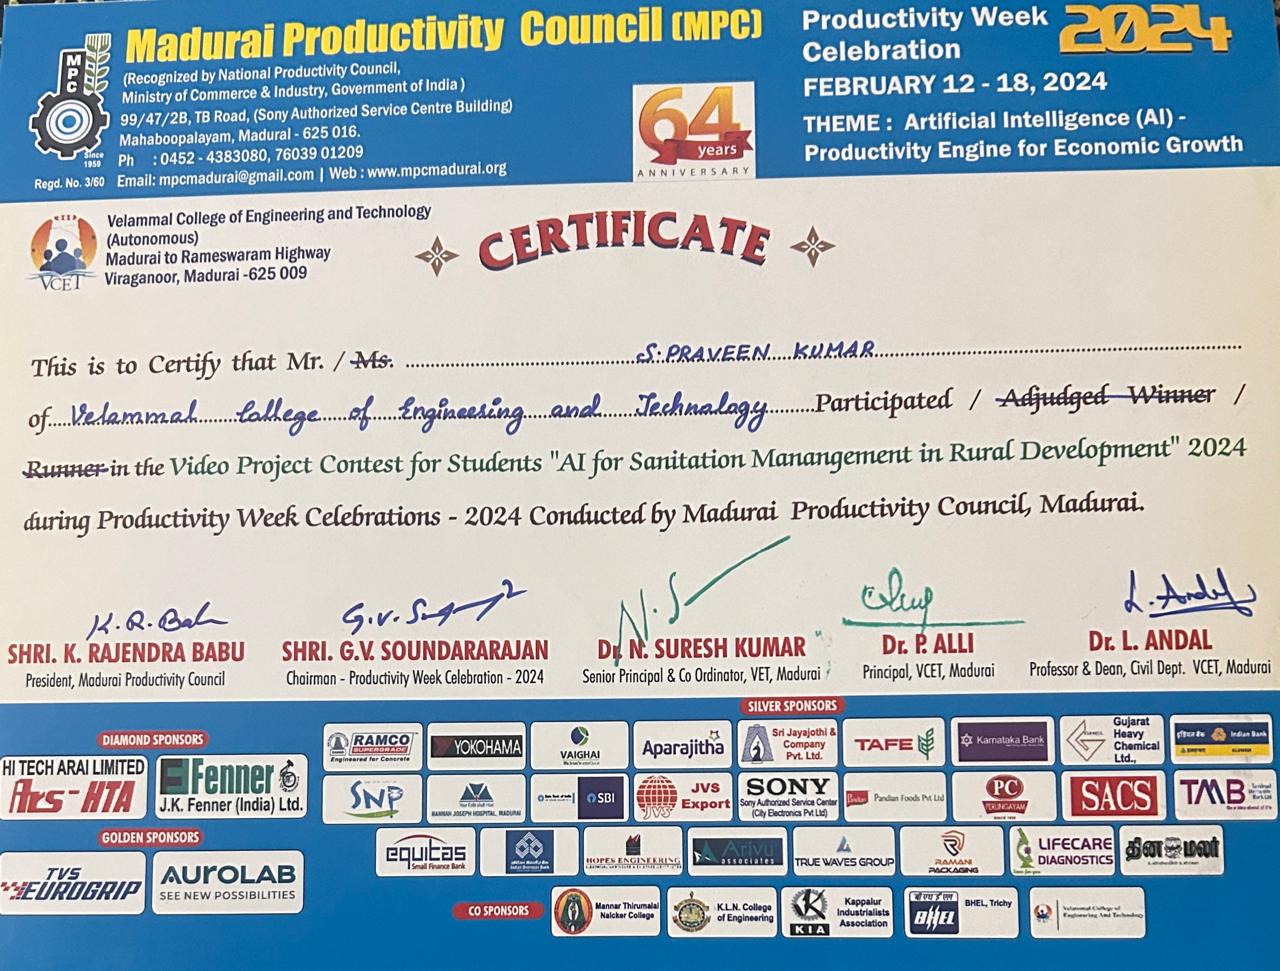 Madurai Productivity Council (MPC)
(Recognized by National Productivity Council,
Ministry of Commerce & Industry, Government of India )
99/47/2B, TB Road, (Sony Authorized Service Centre Building)
Mahaboopalayam, Madurai - 625 016.
Ph : 0452 - 4383080, 76039 01209
Email: mpcmadurai@gmail.com | Web : www.mpcmadurai.org
MPC
Since
1959
Regd. No. 3/60
64
years
ANNIVERSARY
Productivity Week
Celebration
2024
FEBRUARY 12 - 18, 2024
THEME : Artificial Intelligence (AI) -
Productivity Engine for Economic Growth
VCET
Velammal College of Engineering and Technology
(Autonomous)
Madurai to Rameswaram Highway
Viraganoor, Madurai -625 009
CERTIFICATE
This is to Certify that Mr. / Ms. S. PRAVEEN KUMAR
of Velammal College of Engineering and Technology Participated / Adjudged Winner /
Runner in the Video Project Contest for Students "AI for Sanitation Manangement in Rural Development" 2024
during Productivity Week Celebrations - 2024 Conducted by Madurai Productivity Council, Madurai.
SHRI. K. RAJENDRA BABU
President, Madurai Productivity Council
SHRI. G.V. SOUNDARARAJAN
Chairman - Productivity Week Celebration - 2024
Dr. N. SURESH KUMAR
Senior Principal & Co Ordinator, VET, Madurai
Dr. P. ALLI
Principal, VCET, Madurai
Dr. L. ANDAL
Professor & Dean, Civil Dept. VCET, Madurai
DIAMOND SPONSORS
HI TECH ARAI LIMITED
Ars-HTA
Fenner
J.K. Fenner (India) Ltd.
GOLDEN SPONSORS
TVS
EUROGRIP
AUROLAB
SEE NEW POSSIBILITIES
SILVER SPONSORS
RAMCO
SUPERGRADE
Engineered for Concrete
YOKOHAMA
VAIGHAI
Aparajitha
Sri Jayajothi &
Company
Pvt. Ltd.
TAFE
Karnataka Bank
Gujarat
Heavy
Chemical
Ltd.,
Indian Bank
SNP
HANNAH JOSEPH HOSPITAL, MADURAI
SBI
JVS
JVS
Export
SONY
Sony Authorized Service Center
(City Electronics Pvt Ltd)
Pandian Foods Pvt Ltd
PC
PERUNGAYAM
SACS
TMB
equitas
Small Finance Bank
HOPES ENGINEERING
Arivu
associates
TRUE WAVES GROUP
RAMANI
PACKAGING
LIFECARE
DIAGNOSTICS
தினமலர்
CO SPONSORS
Mannar Thirumalai
Naicker College
K.L.N. College
of Engineering
KIA
Kappalur
Industrialists
Association
BHEL
BHEL, Trichy
Velammal College of
Engineering And Technology